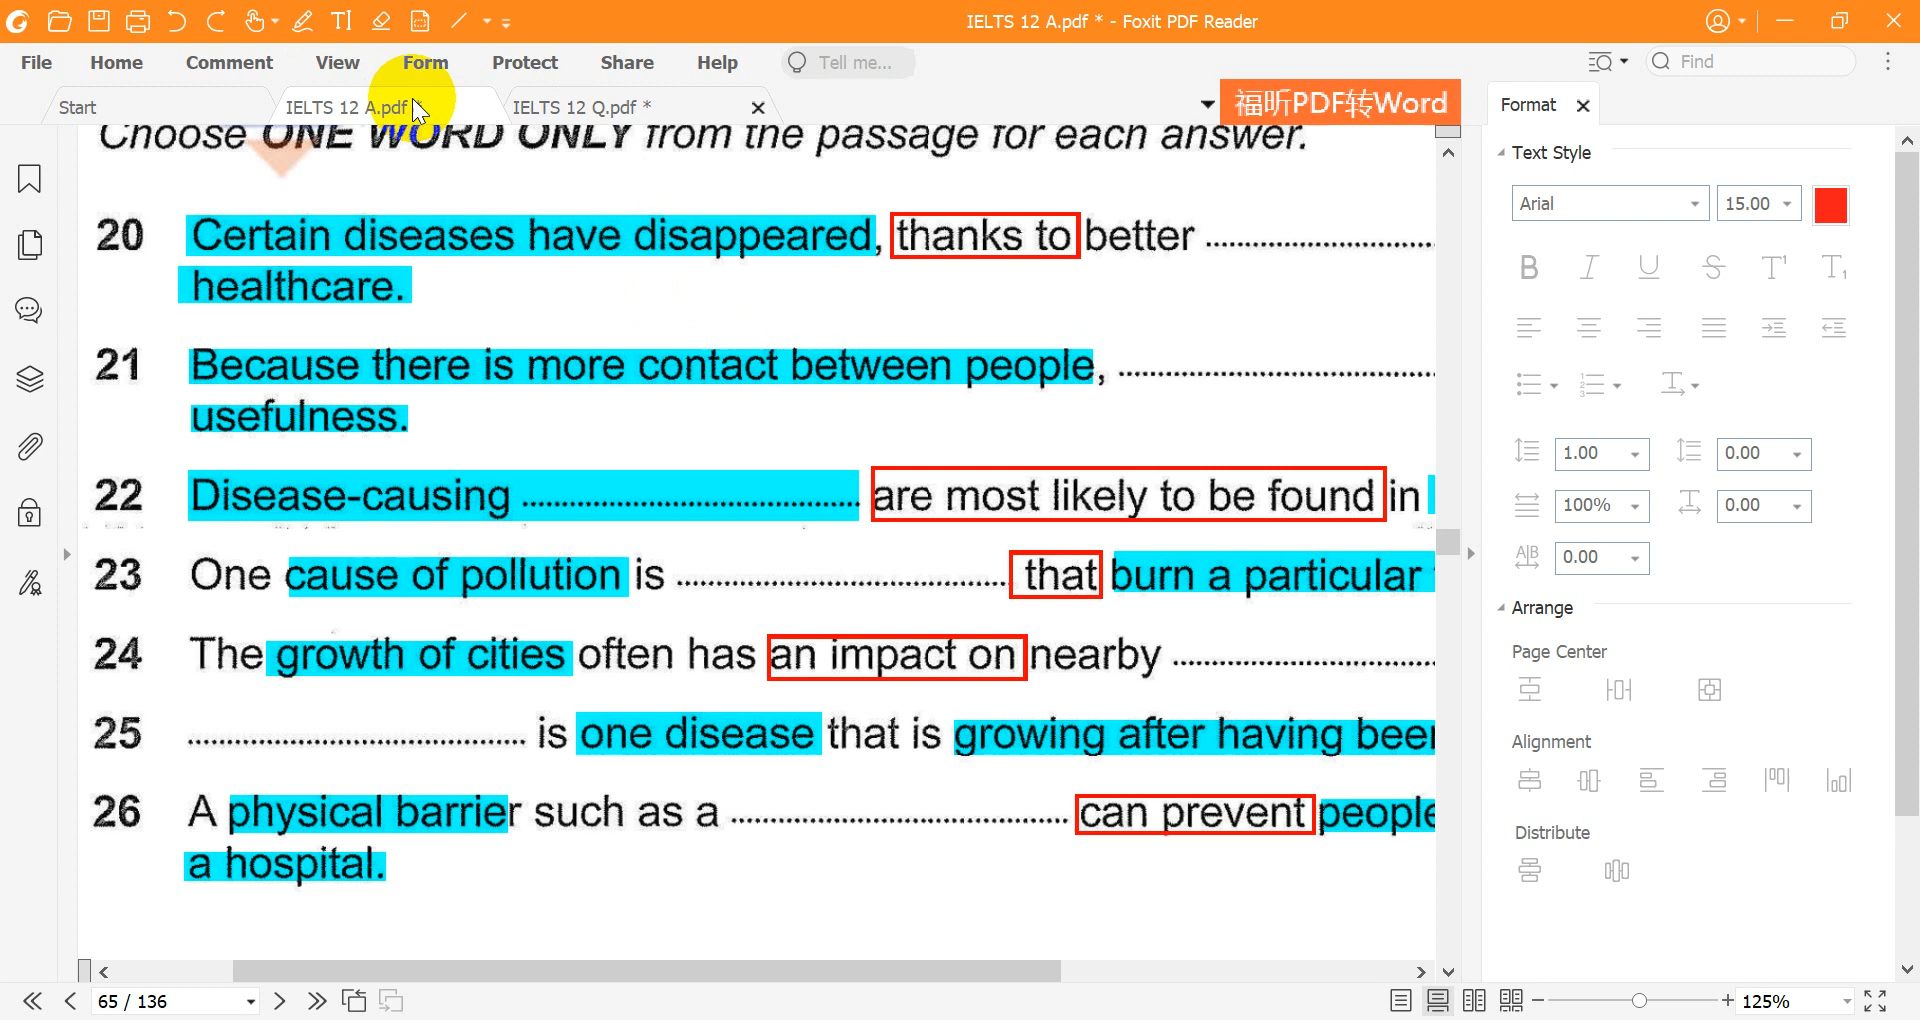 IELTS 12 A.pdf * - Foxit PDF Reader
File Home Comment View Form Protect Share Help Tell me... Find
Start IELTS 12 A.pdf * IELTS 12 Q.pdf * 福昕PDF转Word Format
Choose ONE WORD ONLY from the passage for each answer.
20 Certain diseases have disappeared, thanks to better ........................
healthcare.
21 Because there is more contact between people, ........................
usefulness.
22 Disease-causing ........................ are most likely to be found in
23 One cause of pollution is ........................ that burn a particular
24 The growth of cities often has an impact on nearby ........................
25 ........................ is one disease that is growing after having been
26 A physical barrier such as a ........................ can prevent people
a hospital.
Text Style
Arial 15.00
1.00 0.00
100% 0.00
0.00
Arrange
Page Center
Alignment
Distribute
65 / 136 125%